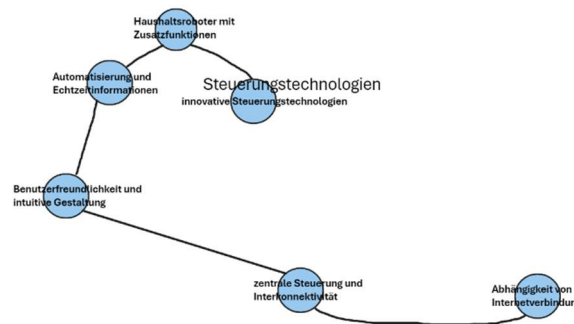 Haushaltsroboter mit
Zusatzfunktionen
Automatisierung und
Echtzeitinformationen
Steuerungstechnologien
innovative Steuerungstechnologien
Benutzerfreundlichkeit und
intuitive Gestaltung
zentrale Steuerung und
Interkonnektivität
Abhängigkeit von
Internetverbindun